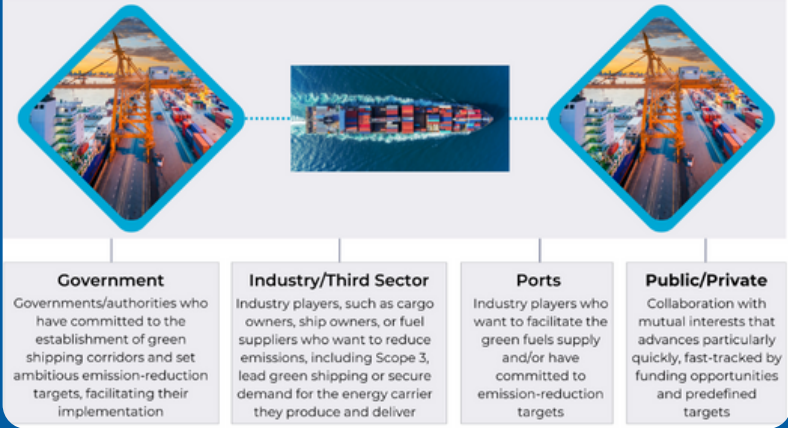 Government
Governments/authorities who
have committed to the
establishment of green
shipping corridors and set
ambitious emission-reduction
targets, facilitating their
implementation
Industry/Third Sector
Industry players, such as cargo
owners, ship owners, or fuel
suppliers who want to reduce
emissions, including Scope 3,
lead green shipping or secure
demand for the energy carrier
they produce and deliver
Ports
Industry players who
want to facilitate the
green fuels supply
and/or have
committed to
emission-reduction
targets
Public/Private
Collaboration with
mutual interests that
advances particularly
quickly, fast-tracked by
funding opportunities
and predefined
targets